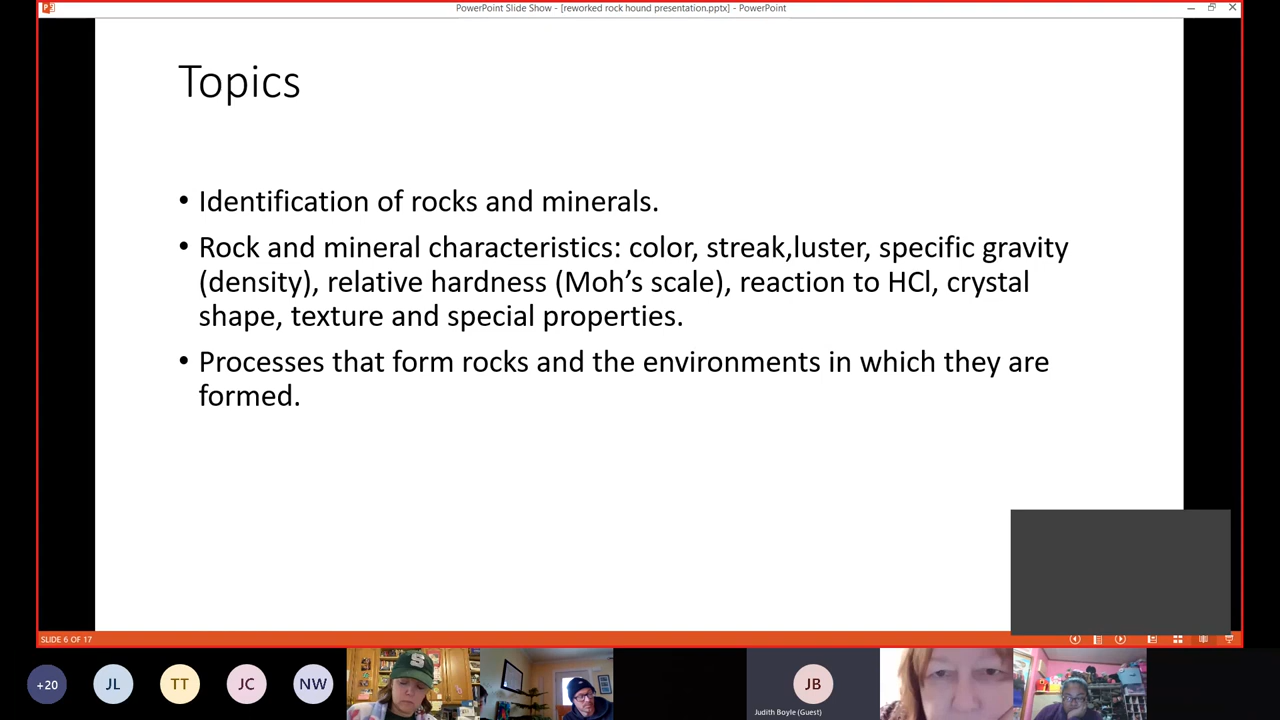 PowerPoint Slide Show - [reworked rock hound presentation.pptx] - PowerPoint
Topics
• Identification of rocks and minerals.
• Rock and mineral characteristics: color, streak,luster, specific gravity
(density), relative hardness (Moh’s scale), reaction to HCl, crystal
shape, texture and special properties.
• Processes that form rocks and the environments in which they are
formed.
SLIDE 6 OF 17
+20
JL
TT
JC
NW
S
JB
Judith Boyle (Guest)